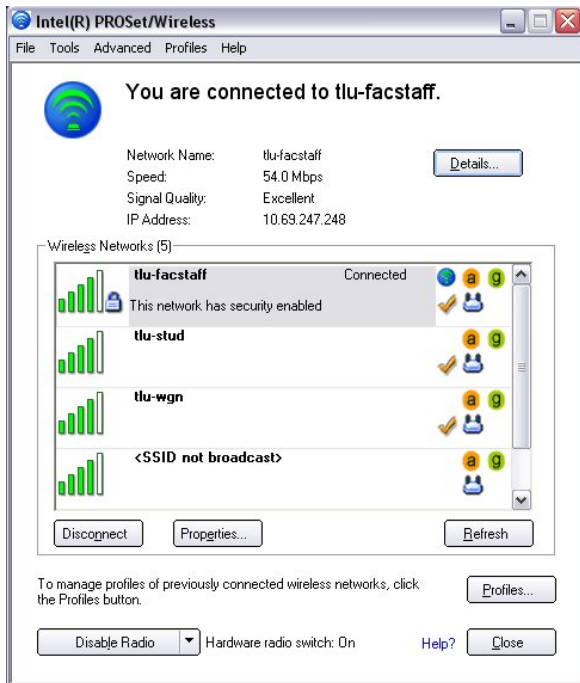 Intel(R) PROSet/Wireless
File Tools Advanced Profiles Help
You are connected to tlu-facstaff.
Network Name: tlu-facstaff
Speed: 54.0 Mbps
Signal Quality: Excellent
IP Address: 10.69.247.248
Details...
Wireless Networks (5)
tlu-facstaff Connected a g
This network has security enabled
tlu-stud a g
tlu-wgn a g
<SSID not broadcast> a g
Disconnect Properties... Refresh
To manage profiles of previously connected wireless networks, click
the Profiles button.
Profiles...
Disable Radio Hardware radio switch: On Help? Close